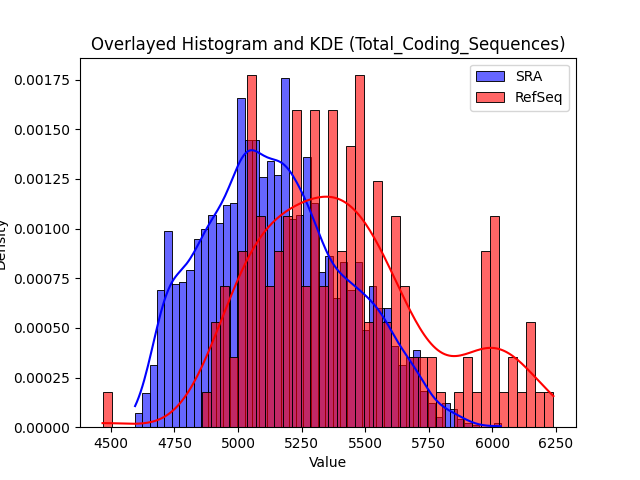 Overlayed Histogram and KDE (Total_Coding_Sequences)
SRA
RefSeq
0.00175
0.00150
0.00125
0.00100
0.00075
0.00050
0.00025
0.00000
Density
4500 4750 5000 5250 5500 5750 6000 6250
Value